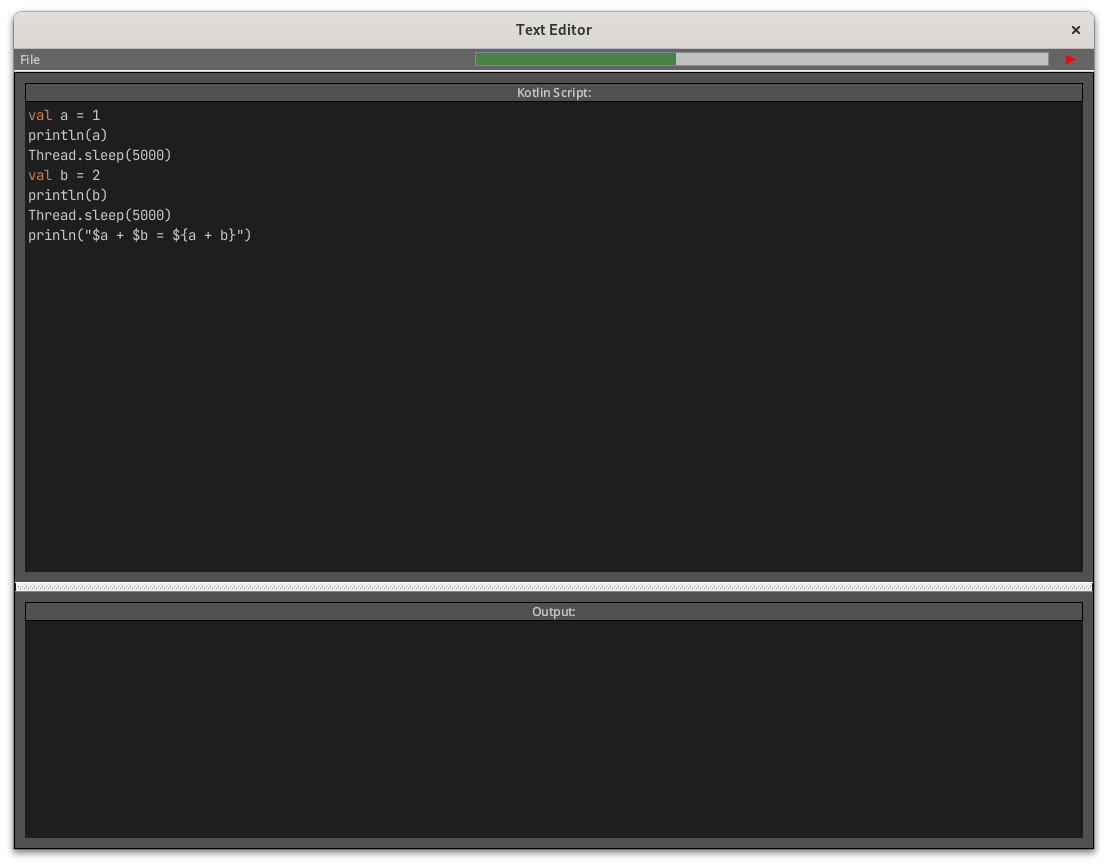 Text Editor
File
Kotlin Script:
val a = 1
println(a)
Thread.sleep(5000)
val b = 2
println(b)
Thread.sleep(5000)
prinln("$a + $b = ${a + b}")
Output: